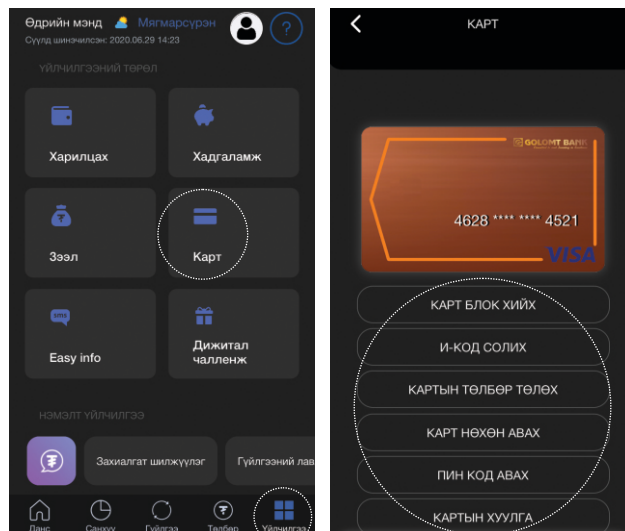 Өдрийн мэнд Мягмарсүрэн
Сүүлд шинэчилсэн: 2020.06.29 14:23
?
ҮЙЛЧИЛГЭЭНИЙ ТӨРӨЛ
Харилцах
Хадгаламж
Зээл
Карт
sms
Easy info
Дижитал
чалленж
НЭМЭЛТ ҮЙЛЧИЛГЭЭ
₮
Захиалгат шилжүүлэг
Гүйлгээний лав
Данс
Санхүү
Гүйлгээ
Төлбөр
Үйлчилгээ
КАРТ
GOLOMT BANK
4628 **** **** 4521
VISA
КАРТ БЛОК ХИЙХ
И-КОД СОЛИХ
КАРТЫН ТӨЛБӨР ТӨЛӨХ
КАРТ НӨХӨН АВАХ
ПИН КОД АВАХ
КАРТЫН ХУУЛГА